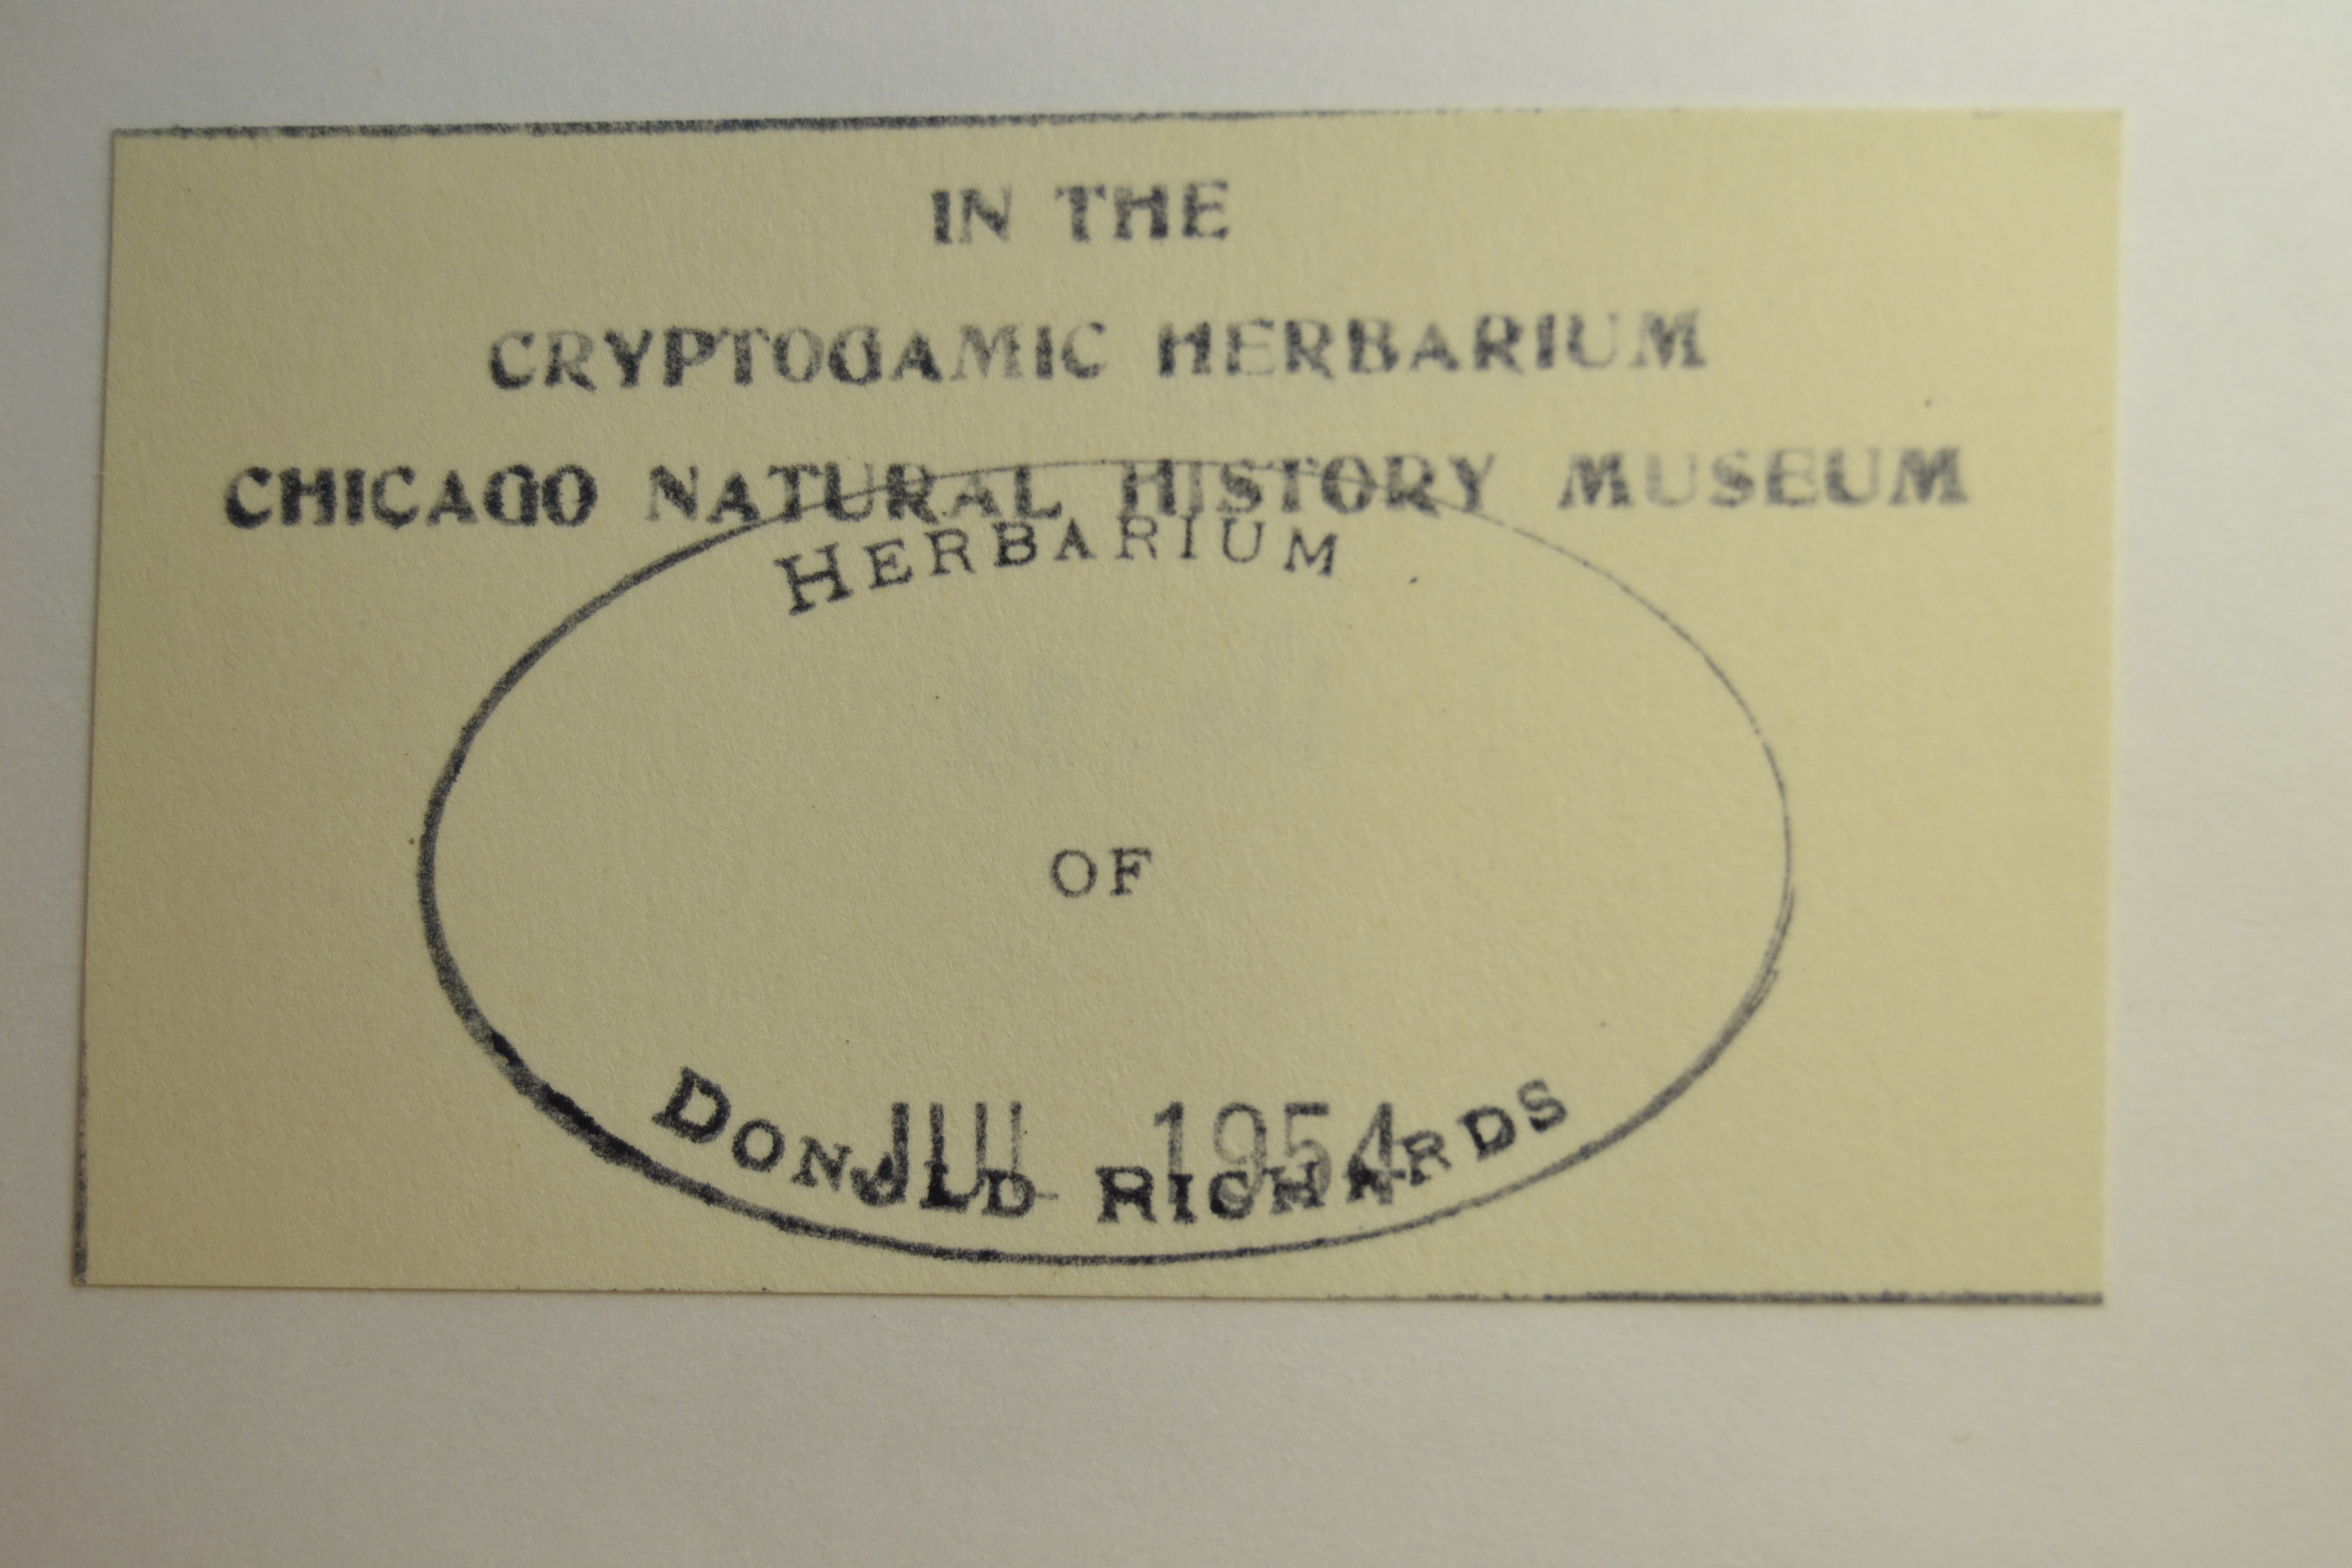 IN THE
CRYPTOGAMIC HERBARIUM
CHICAGO NATURAL HISTORY MUSEUM
HERBARIUM
OF
JUL 1954
DONALD RICHARDS